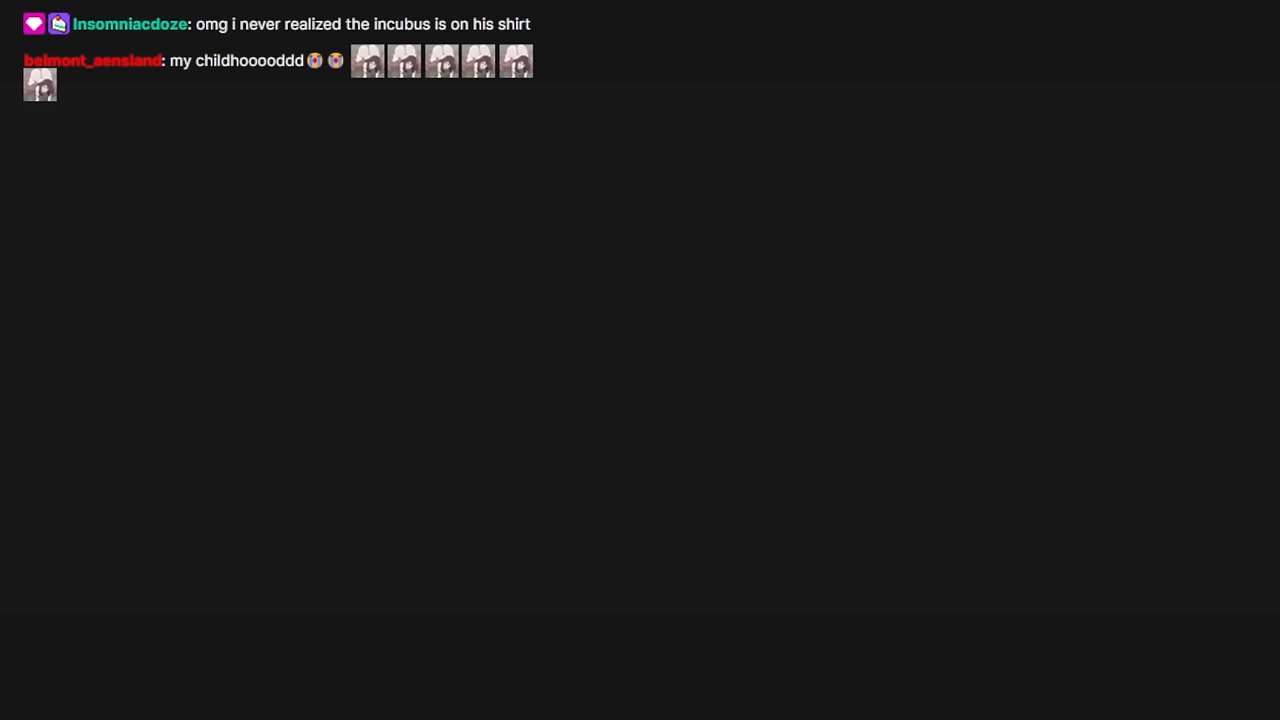 Insomniacdoze: omg i never realized the incubus is on his shirt
belmont_aensland: my childhooooddd😭😭